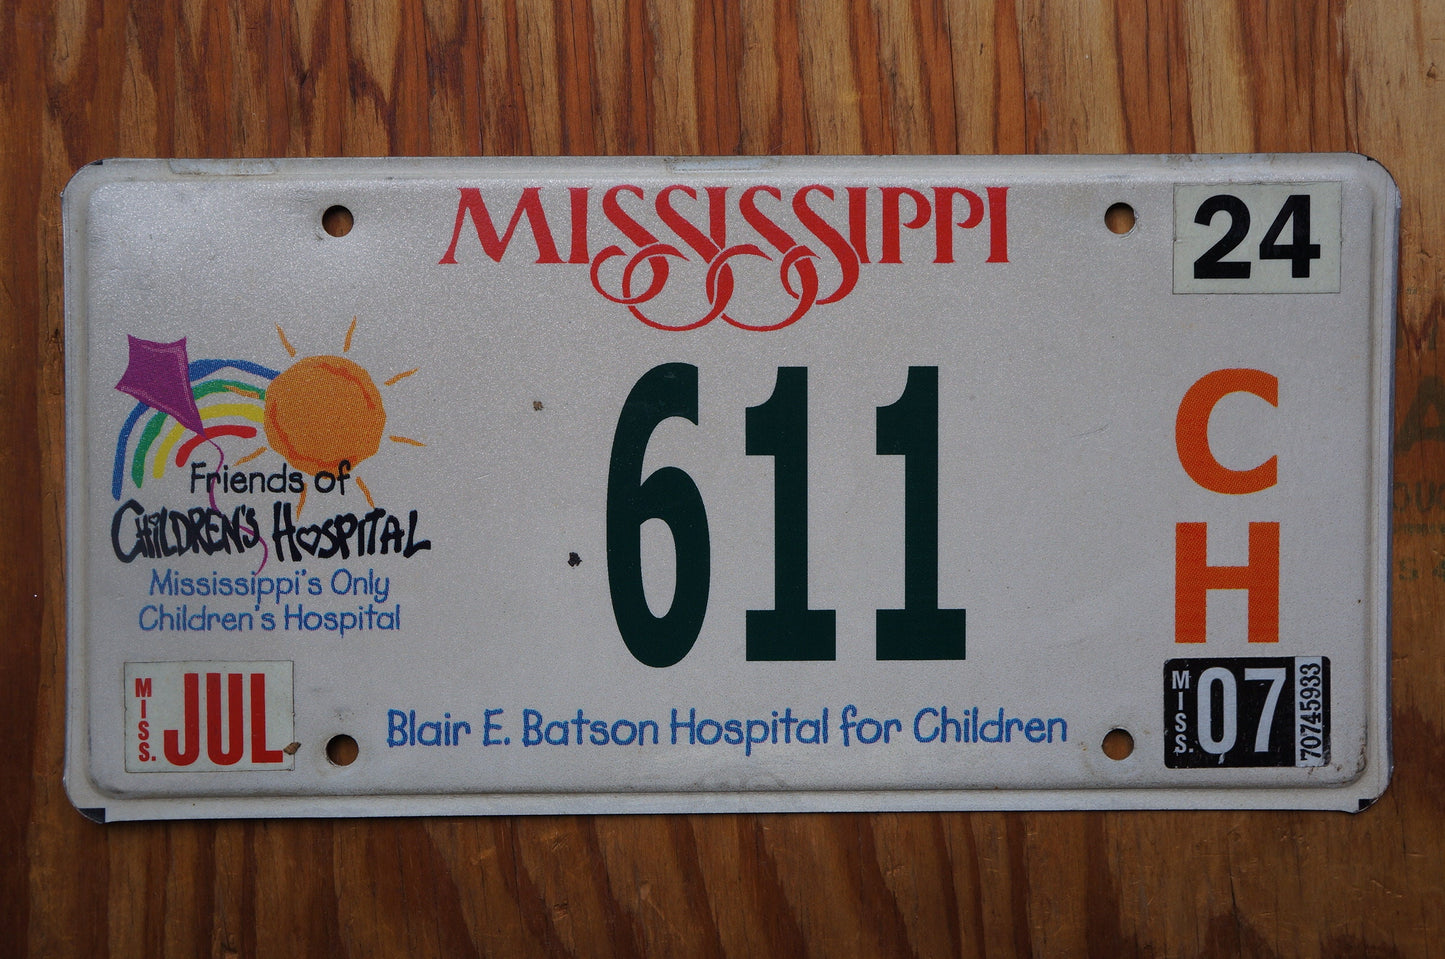 MISSISSIPPI
24
611
C
H
Friends of
CHiLDREN'S HOSPITAL
Mississippi's Only
Children's Hospital
MISS. JUL
Blair E. Batson Hospital for Children
MISS. 07 70745933